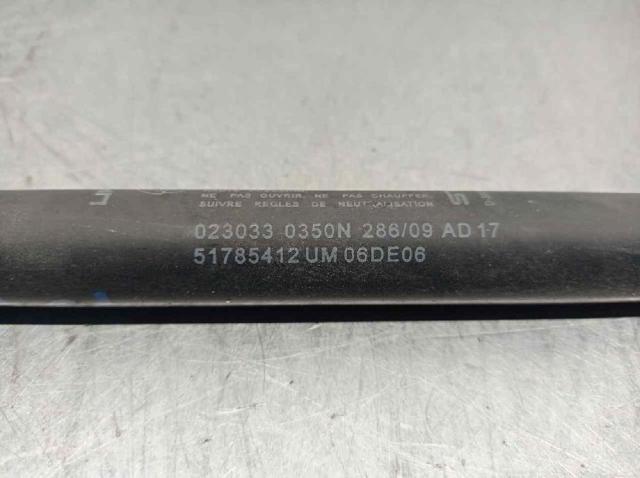 NE PAS OUVRIR, NE PAS CHAUFFER.
SUIVRE REGLES DE NEUTRALISATION
023033 0350N 286/09 AD 17
51785412 UM 06DE06